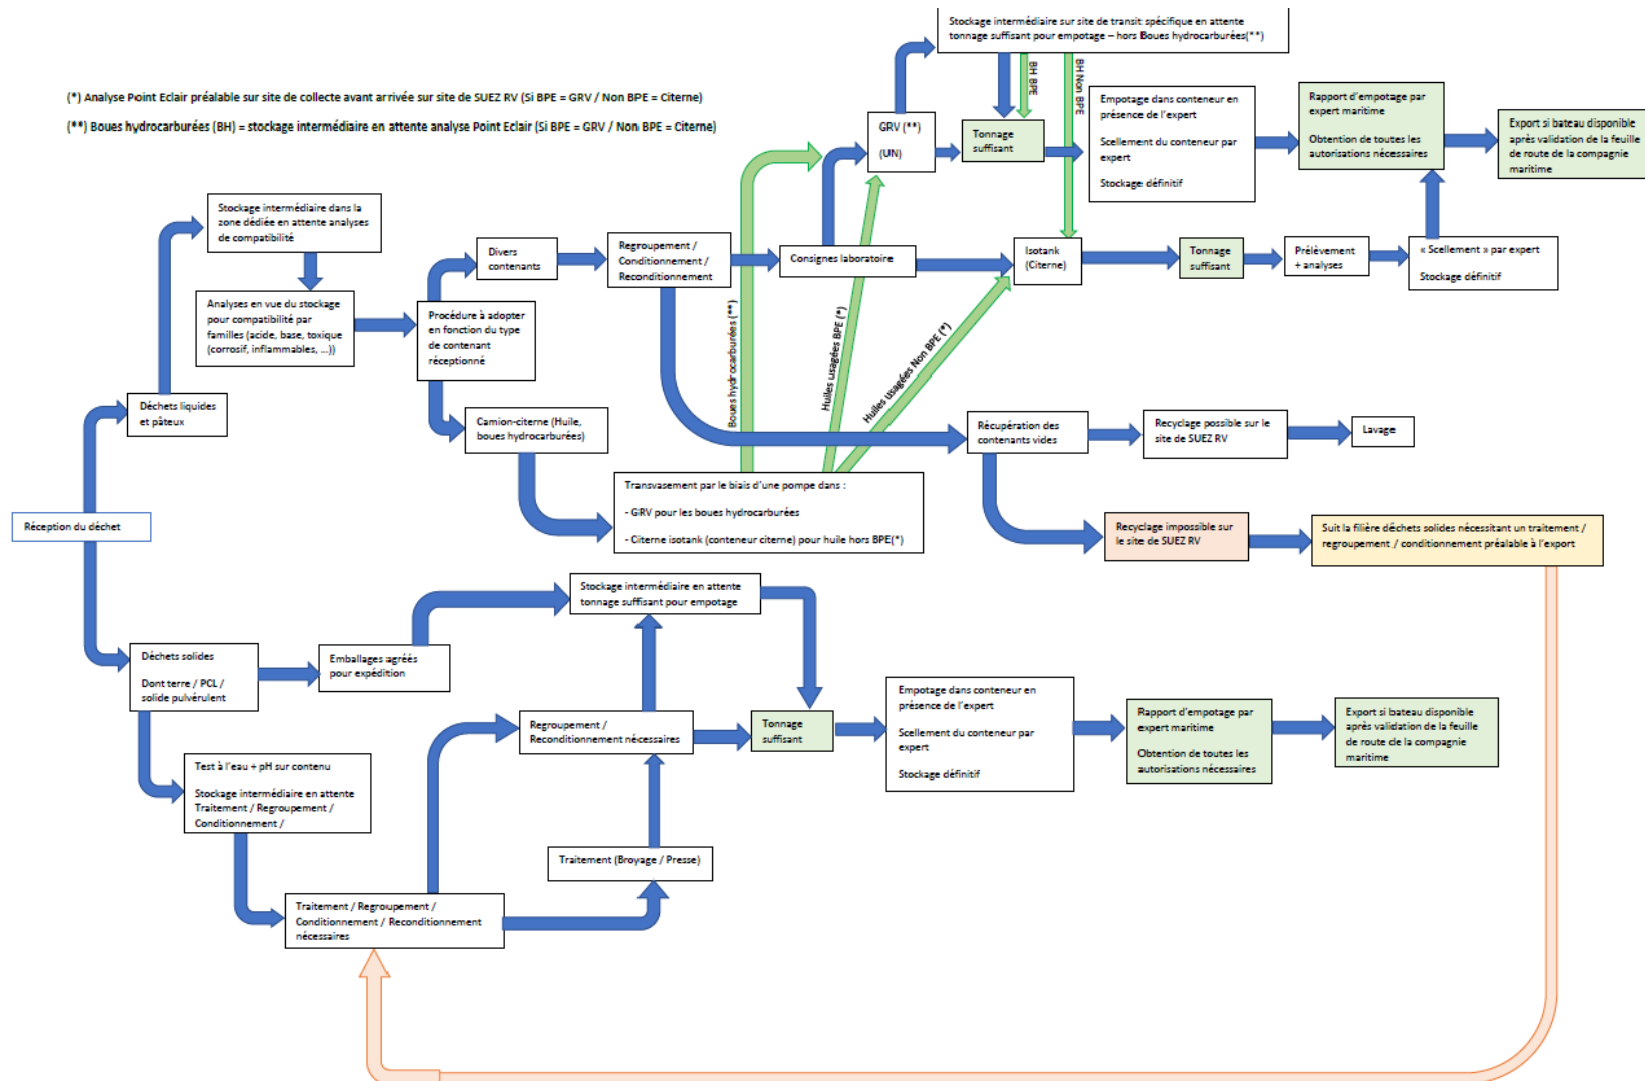 Stockage intermédiaire sur site de transit spécifique en attente
tonnage suffisant pour empotage – hors Boues hydrocarburées(**)
(*) Analyse Point Eclair préalable sur site de collecte avant arrivée sur site de SUEZ RV (Si BPE = GRV / Non BPE = Citerne)
(**) Boues hydrocarburées (BH) = stockage intermédiaire en attente analyse Point Eclair (Si BPE = GRV / Non BPE = Citerne)
BH BPE
BH Non BPE
GRV (**)
(UIN)
Tonnage
suffisant
Empotage dans conteneur en
présence de l'expert
Scellement du conteneur par
expert
Stockage définitif
Rapport d'empotage par
expert maritime
Obtention de toutes les
autorisations nécessaires
Export si bateau disponible
après validation de la feuille
de route de la compagnie
maritime
Stockage intermédiaire dans la
zone dédiée en attente analyses
de compatibilité
Divers
contenants
Regroupement /
Conditionnement /
Reconditionnement
Consignes laboratoire
Isotank
(Citerne)
Tonnage
suffisant
Prélèvement
+ analyses
« Scellement » par expert
Stockage définitif
Analyses en vue du stockage
pour compatibilité par
familles (acide, base, toxique
(corrosif, inflammables, ...))
Procédure à adopter
en fonction du type
de contenant
réceptionné
Boues hydrocarburées (**)
Huiles usagées BPE (*)
Huiles usagées Non BPE (*)
Déchets liquides
et pâteux
Camion-citerne (Huile,
boues hydrocarburées)
Récupération des
contenants vides
Recyclage possible sur le
site de SUEZ RV
Lavage
Transvasement par le biais d'une pompe dans :
- GRV pour les boues hydrocarburées
- Citerne isotank (conteneur citerne) pour huile hors BPE(*)
Réception du déchet
Recyclage impossible sur
le site de SUEZ RV
Suit la filière déchets solides nécessitant un traitement /
regroupement / conditionnement préalable à l'export
Stockage intermédiaire en attente
tonnage suffisant pour empotage
Déchets solides
Dont terre / PCL /
solide pulvérulent
Emballages agréés
pour expédition
Regroupement /
Reconditionnement nécessaires
Tonnage
suffisant
Empotage dans conteneur en
présence de l'expert
Scellement du conteneur par
expert
Stockage définitif
Rapport d'empotage par
expert maritime
Obtention de toutes les
autorisations nécessaires
Export si bateau disponible
après validation de la feuille
de route de la compagnie
maritime
Test à l'eau + pH sur contenu
Stockage intermédiaire en attente
Traitement / Regroupement /
Conditionnement /
Traitement (Broyage / Presse)
Traitement / Regroupement /
Conditionnement / Reconditionnement
nécessaires